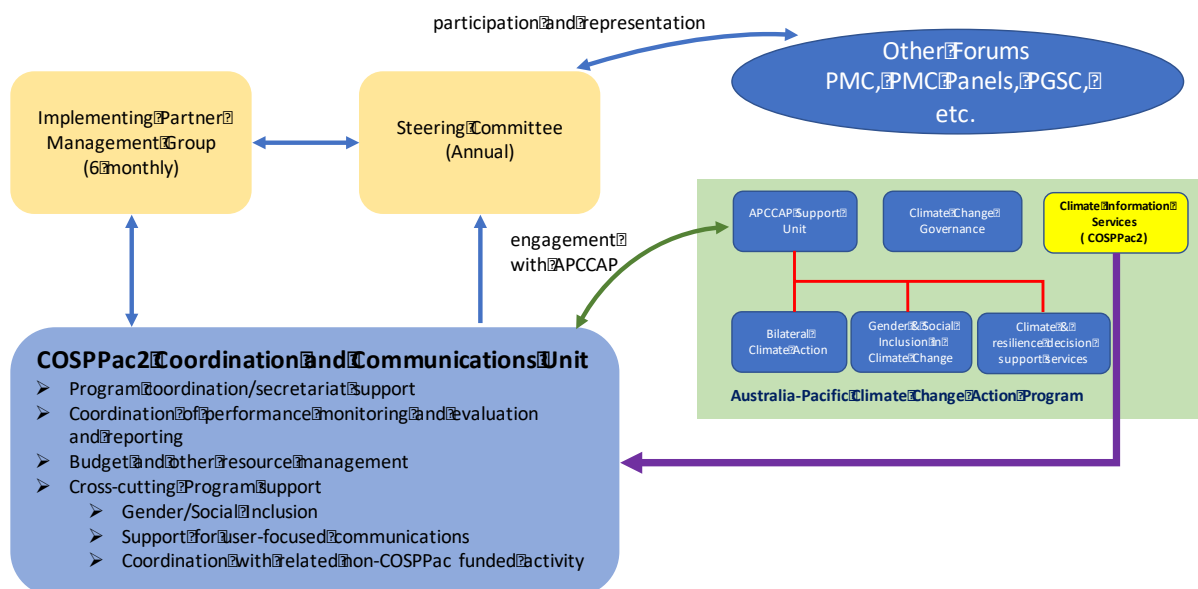 participation and representation
Other Forums
PMC, PMC Panels, PGSC,
etc.
Implementing Partner
Management Group
(6 monthly)
Steering Committee
(Annual)
engagement
with APCCAP
APCCAP Support
Unit
Climate Change
Governance
Climate Information
Services
( COSPPac2)
Bilateral
Climate Action
Gender & Social
Inclusion In
Climate Change
Climate &
resilience decision
support services
Australia-Pacific Climate Change Action Program
COSPPac2 Coordination and Communications Unit
➢ Program coordination/secretariat support
➢ Coordination of performance monitoring and evaluation
and reporting
➢ Budget and other resource management
➢ Cross-cutting Program support
➢ Gender/Social Inclusion
➢ Support for user-focused communications
➢ Coordination with related non-COSPPac funded activity